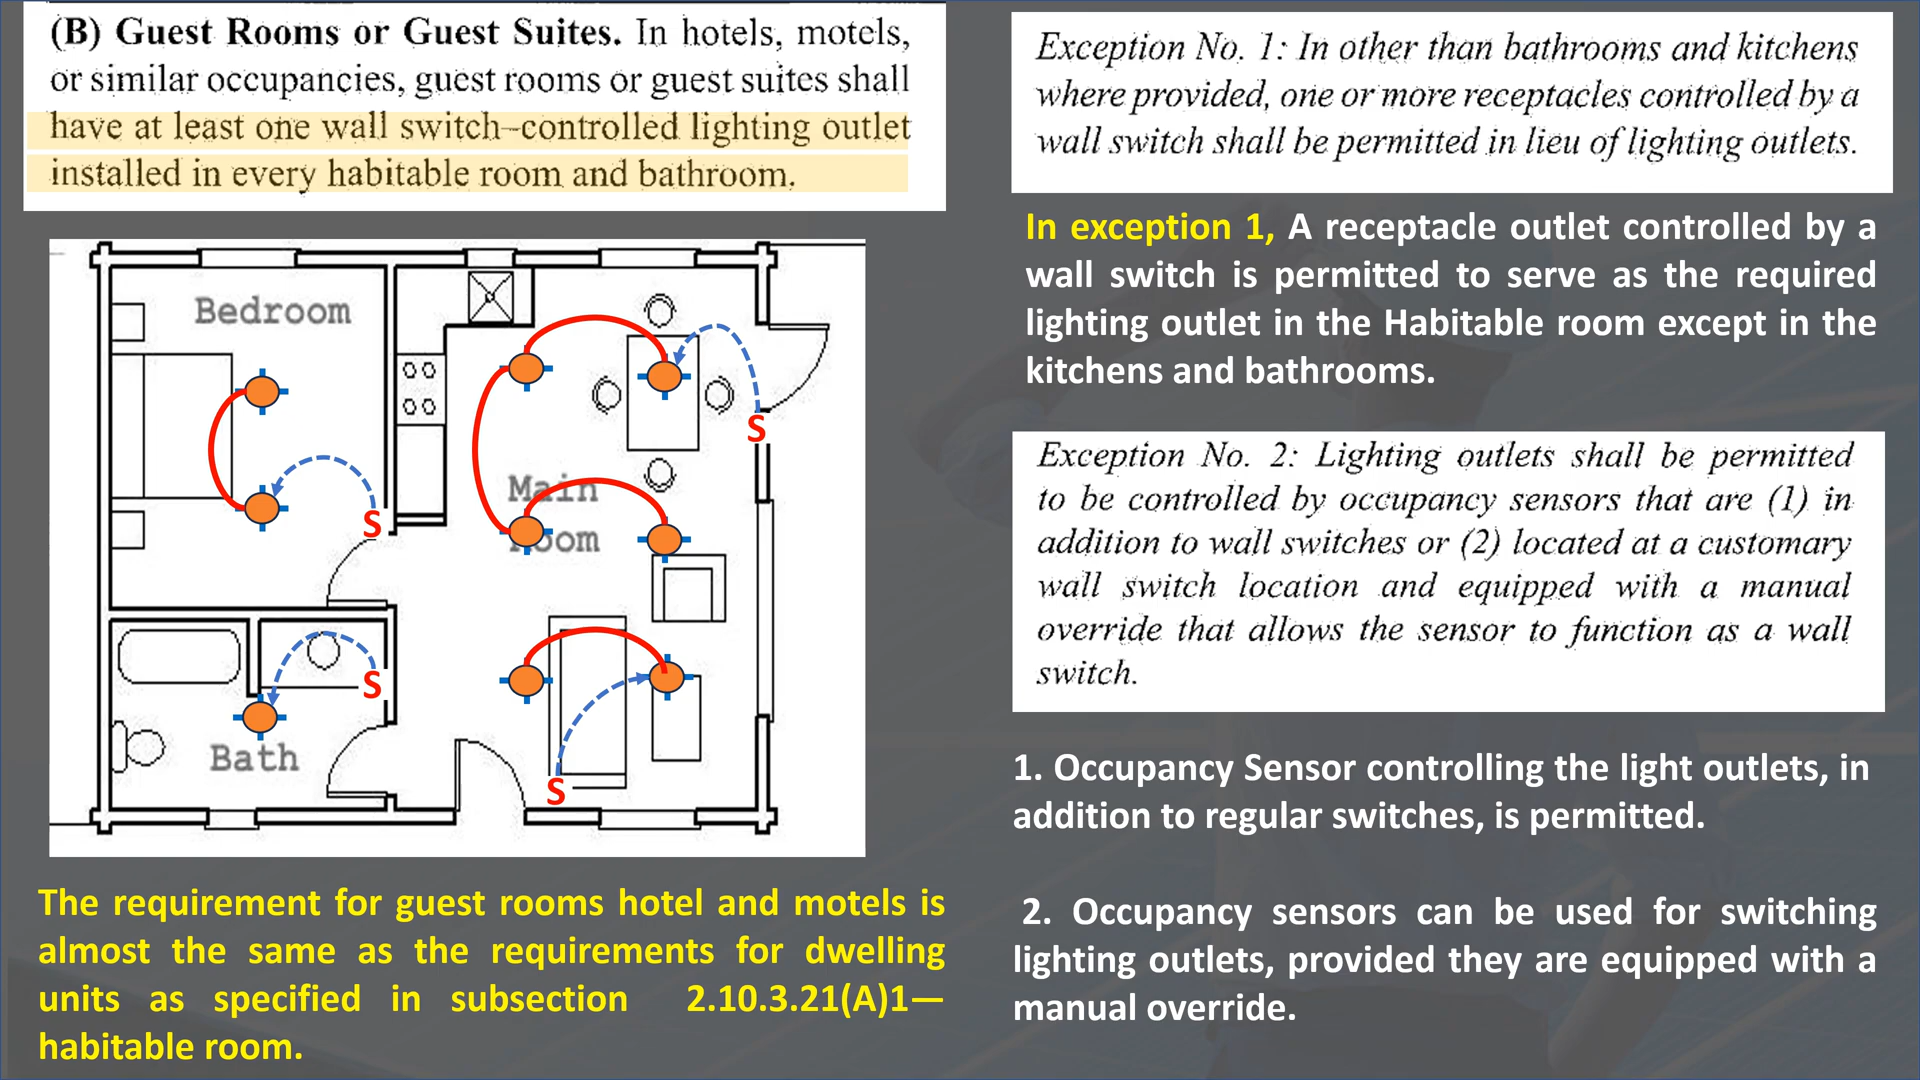 (B) Guest Rooms or Guest Suites. In hotels, motels,
or similar occupancies, guest rooms or guest suites shall
have at least one wall switch–controlled lighting outlet
installed in every habitable room and bathroom.
Bedroom
S
S
Main
Room
S
Bath
S
The requirement for guest rooms hotel and motels is
almost the same as the requirements for dwelling
units as specified in subsection 2.10.3.21(A)1—
habitable room.
Exception No. 1: In other than bathrooms and kitchens
where provided, one or more receptacles controlled by a
wall switch shall be permitted in lieu of lighting outlets.
In exception 1, A receptacle outlet controlled by a
wall switch is permitted to serve as the required
lighting outlet in the Habitable room except in the
kitchens and bathrooms.
Exception No. 2: Lighting outlets shall be permitted
to be controlled by occupancy sensors that are (1) in
addition to wall switches or (2) located at a customary
wall switch location and equipped with a manual
override that allows the sensor to function as a wall
switch.
1. Occupancy Sensor controlling the light outlets, in
addition to regular switches, is permitted.
2. Occupancy sensors can be used for switching
lighting outlets, provided they are equipped with a
manual override.